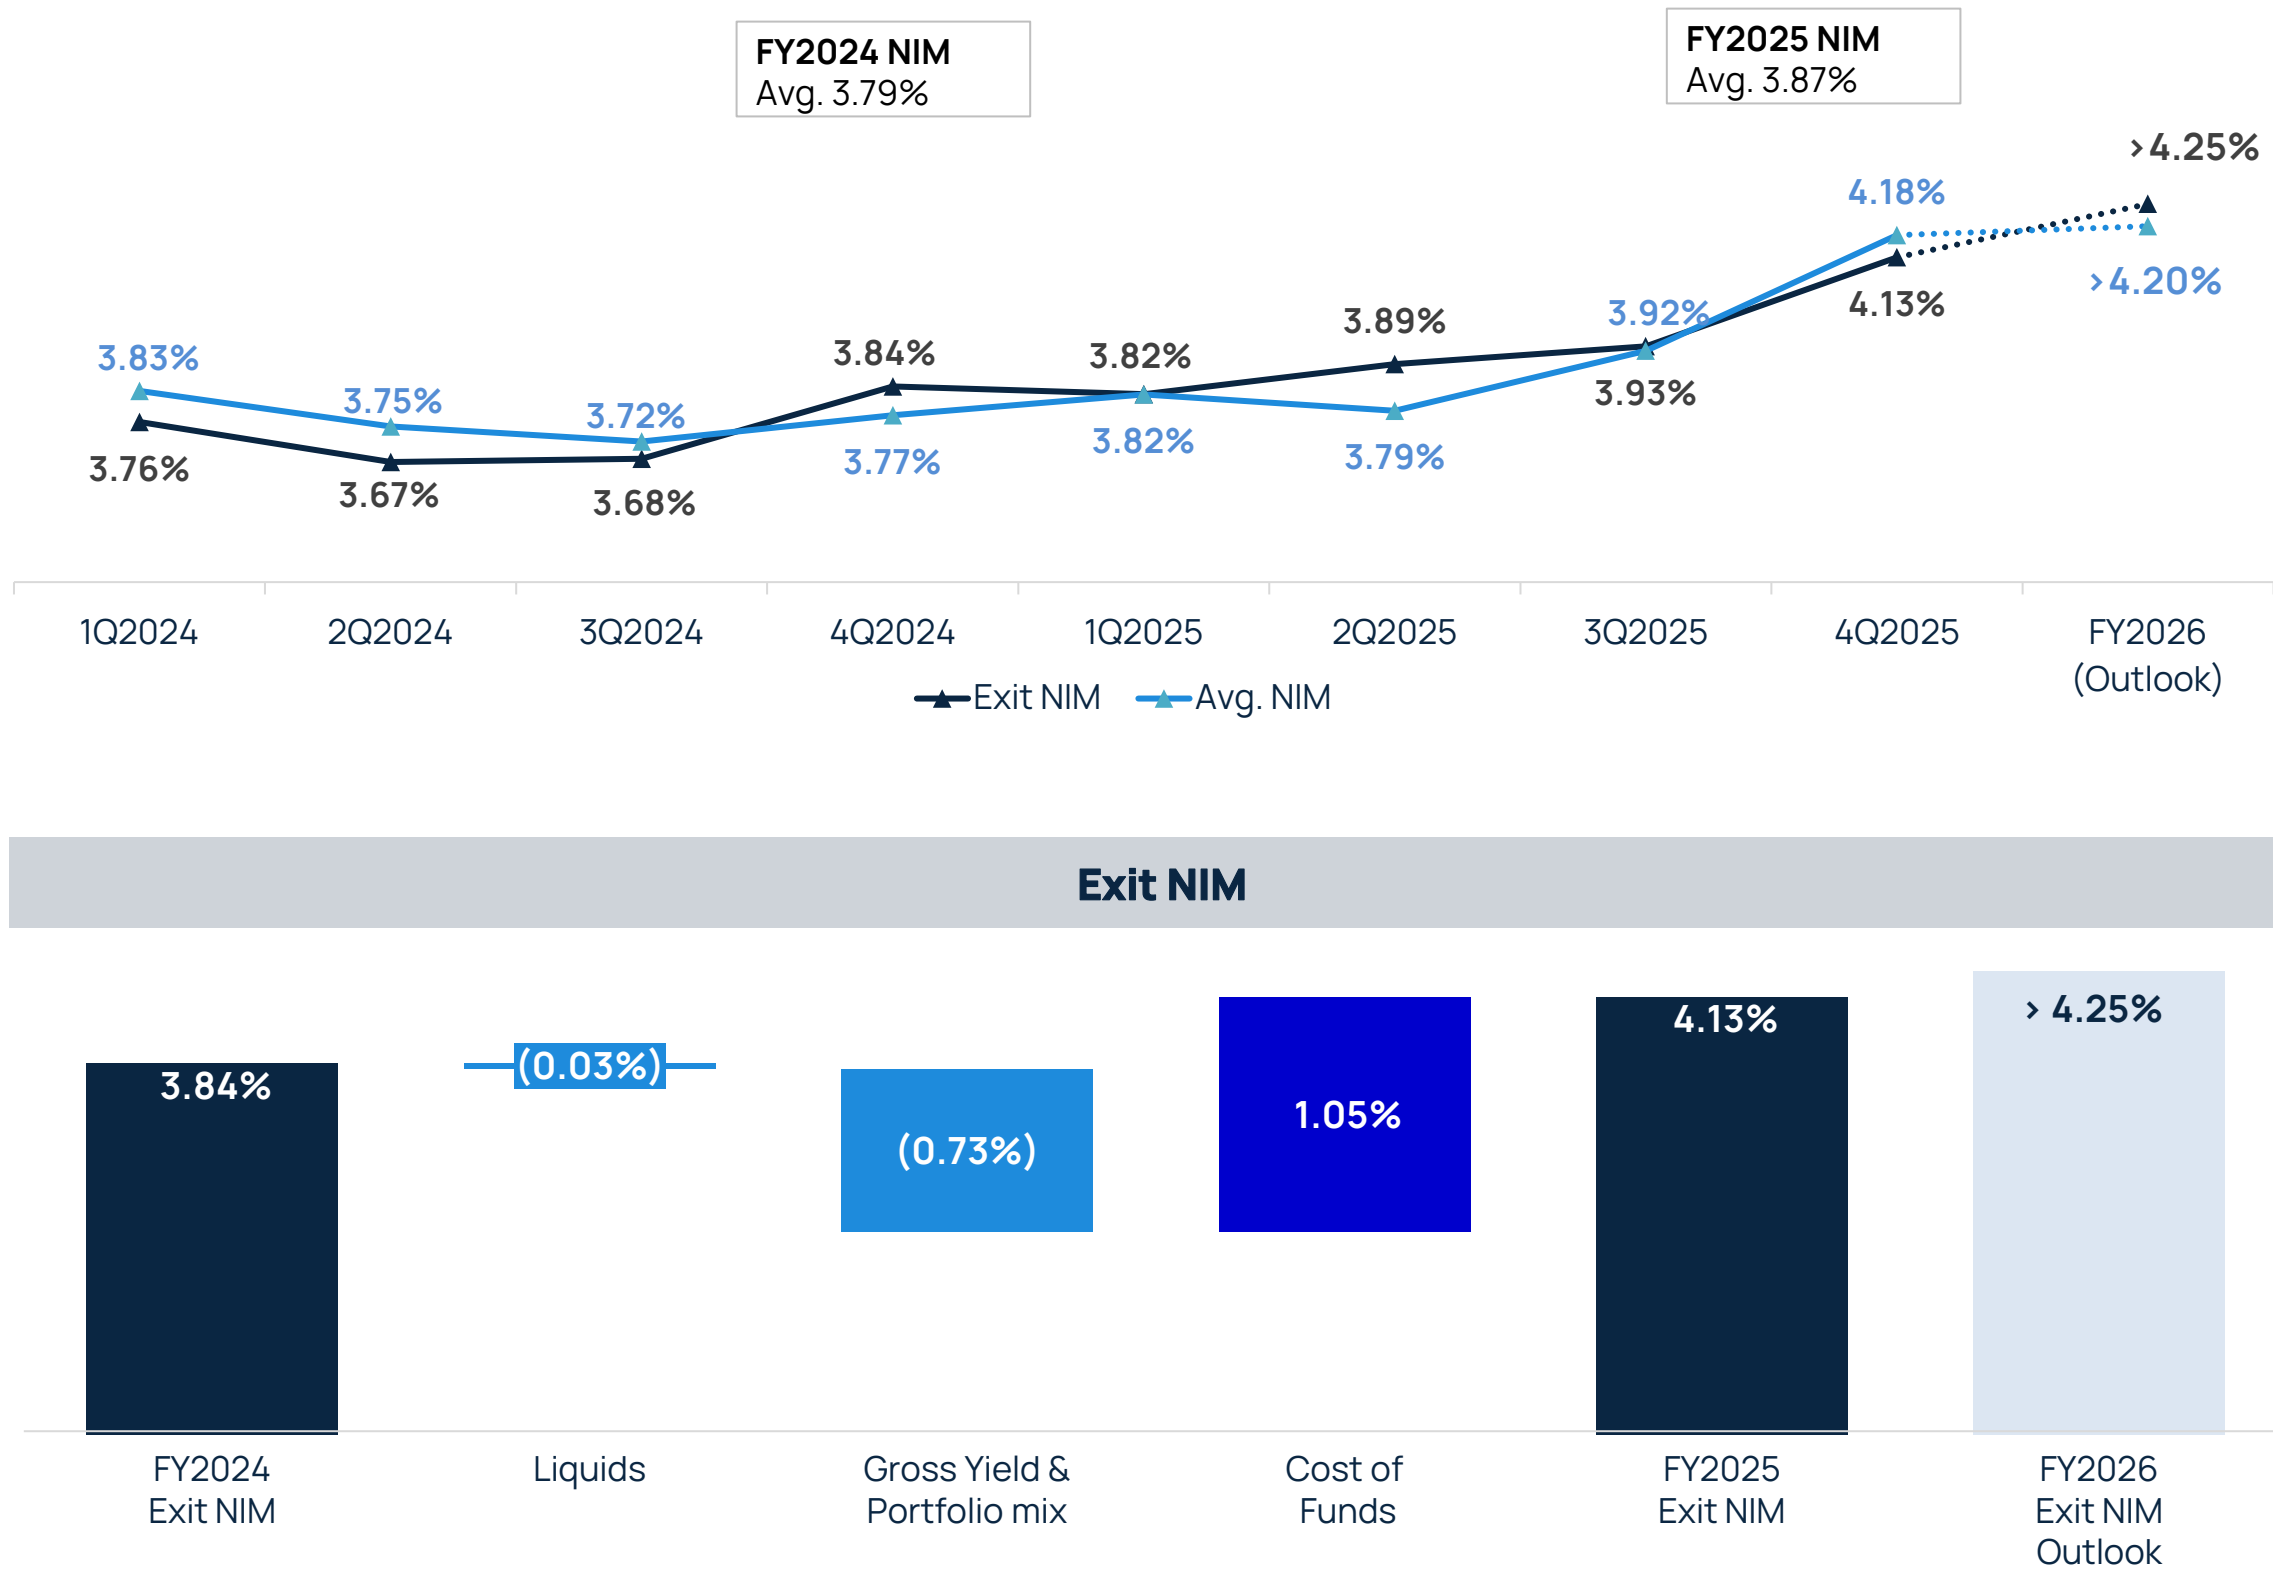 FY2024 NIM
Avg. 3.79%
FY2025 NIM
Avg. 3.87%
>4.25%
4.18%
>4.20%
4.13%
3.92%
3.89%
3.93%
3.84%
3.82%
3.83%
3.75%
3.72%
3.77%
3.82%
3.79%
3.76%
3.67%
3.68%
1Q2024 2Q2024 3Q2024 4Q2024 1Q2025 2Q2025 3Q2025 4Q2025 FY2026
(Outlook)
Exit NIM Avg. NIM
Exit NIM
3.84%
(0.03%)
(0.73%)
1.05%
4.13%
> 4.25%
FY2024
Exit NIM
Liquids
Gross Yield &
Portfolio mix
Cost of
Funds
FY2025
Exit NIM
FY2026
Exit NIM
Outlook